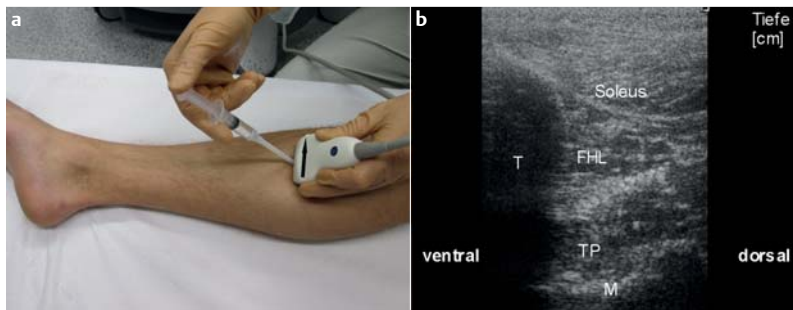 a
b
Tiefe
[cm]
Soleus
FHL
T
ventral
dorsal
TP
M